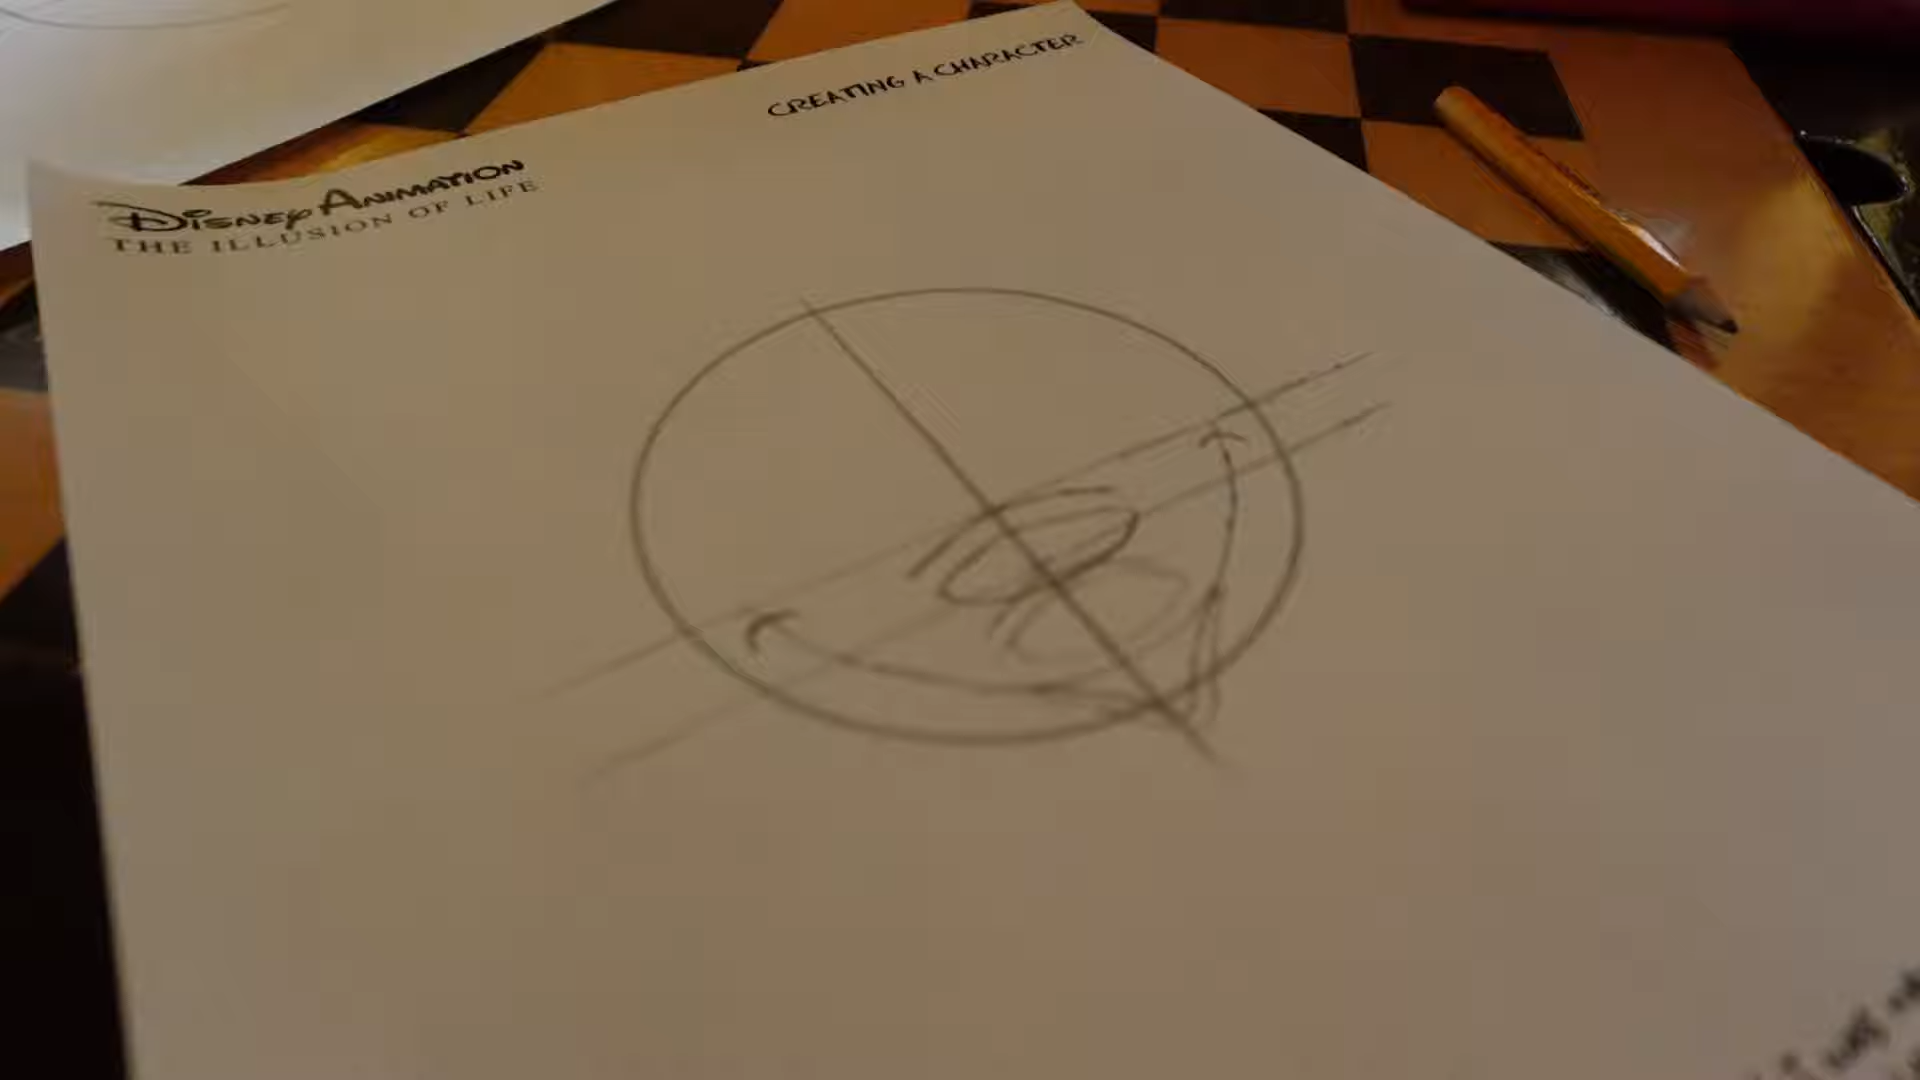 CREATING A CHARACTER
DISNEY ANIMATION
THE ILLUSION OF LIFE